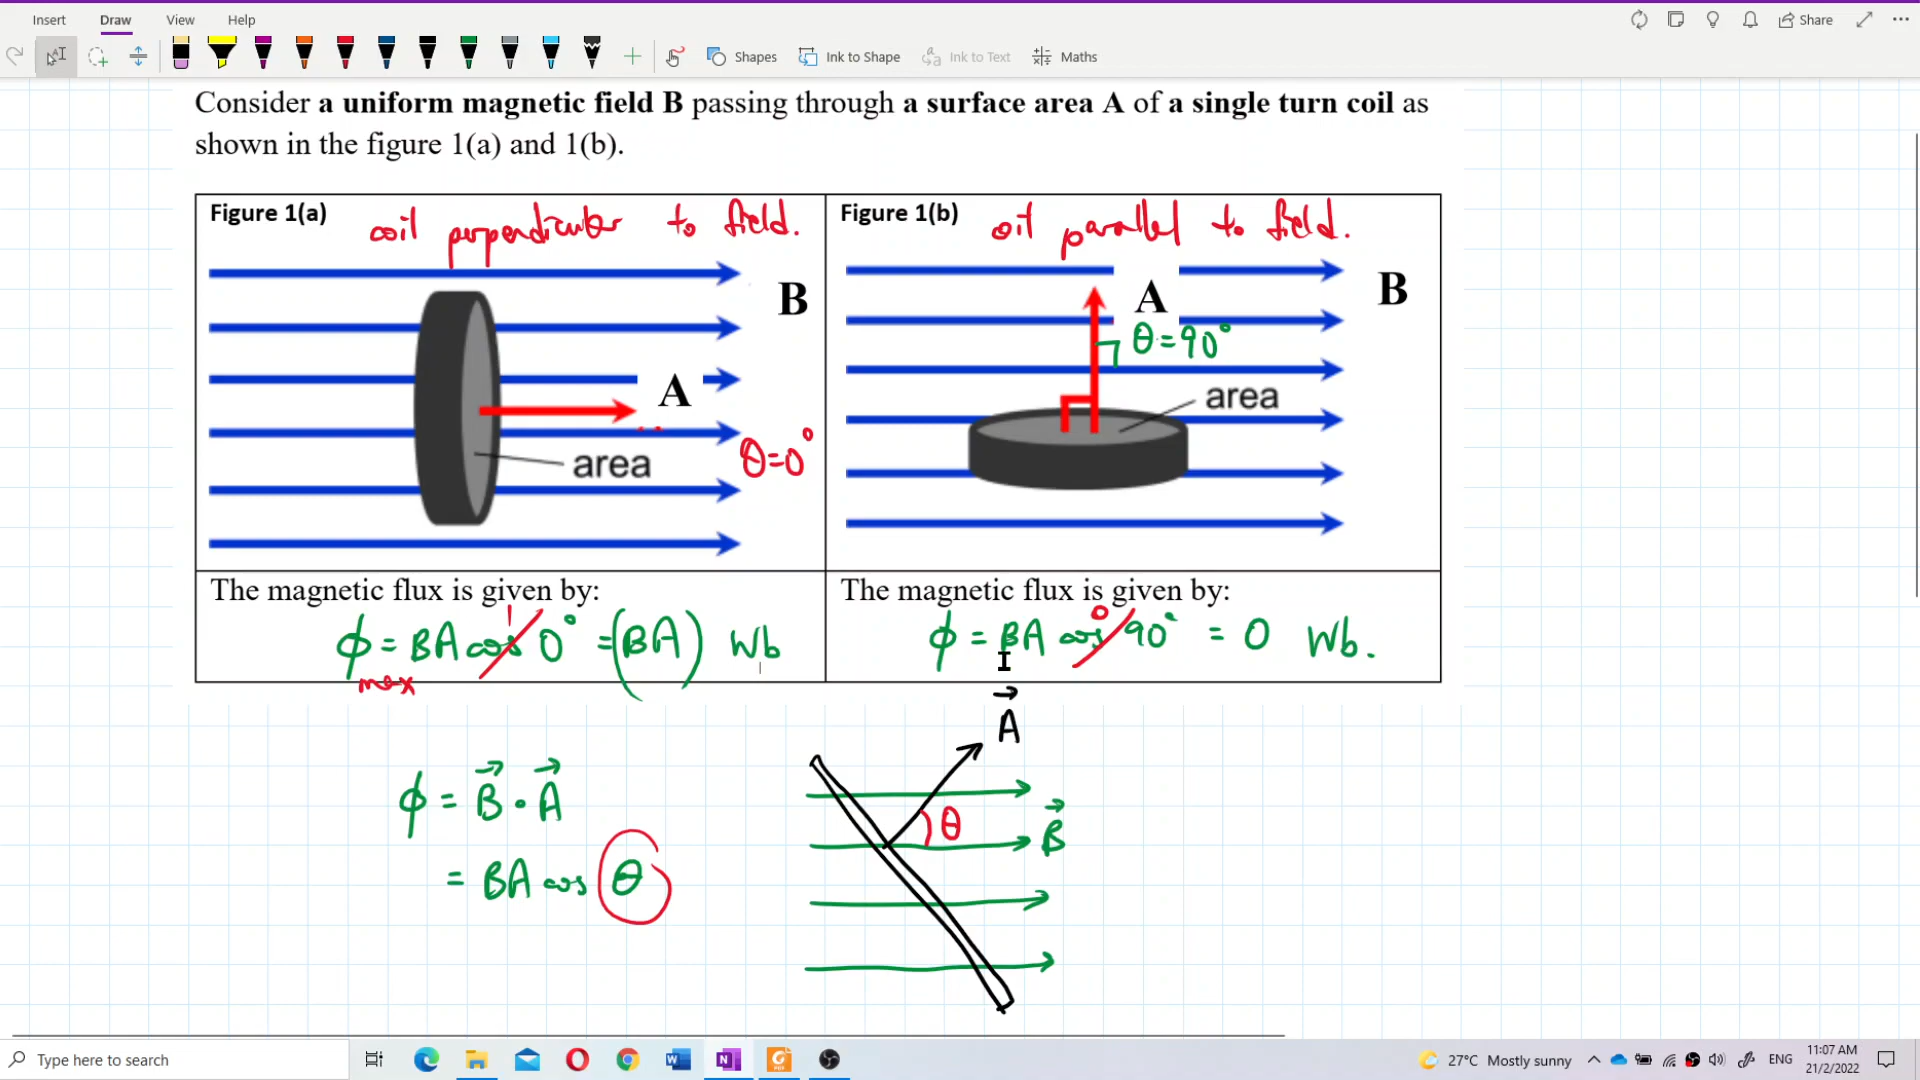 Insert Draw View Help
Share
Shapes Ink to Shape Ink to Text Maths
Consider a uniform magnetic field B passing through a surface area A of a single turn coil as
shown in the figure 1(a) and 1(b).
Figure 1(a) coil perpendicular to field.
B
A
θ=0°
area
The magnetic flux is given by:
ϕ = BA cos 0° = (BA) Wb
1
max
Figure 1(b) coil parallel to field.
A
B
θ=90°
area
The magnetic flux is given by:
ϕ = BA cos 90° = 0 Wb.
0
ϕ = B⃗ • A⃗
= BA cos θ
A⃗
θ
B⃗
Type here to search
27°C Mostly sunny
ENG
11:07 AM
21/2/2022